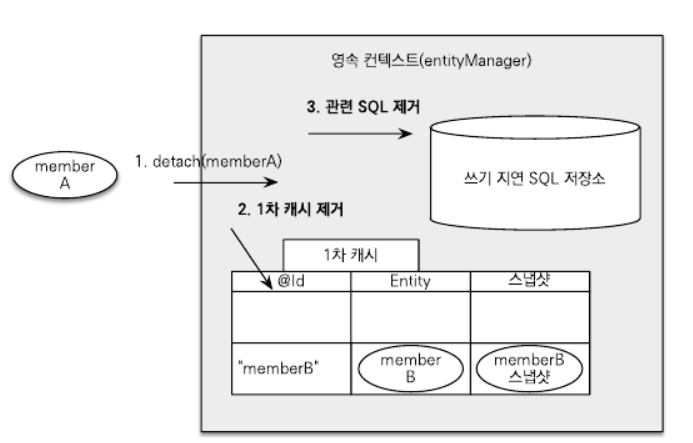 영속 컨텍스트(entityManager)
3. 관련 SQL 제거
member
A
1. detach(memberA)
쓰기 지연 SQL 저장소
2. 1차 캐시 제거
1차 캐시
@Id
Entity
스냅샷
"memberB"
member
B
memberB
스냅샷